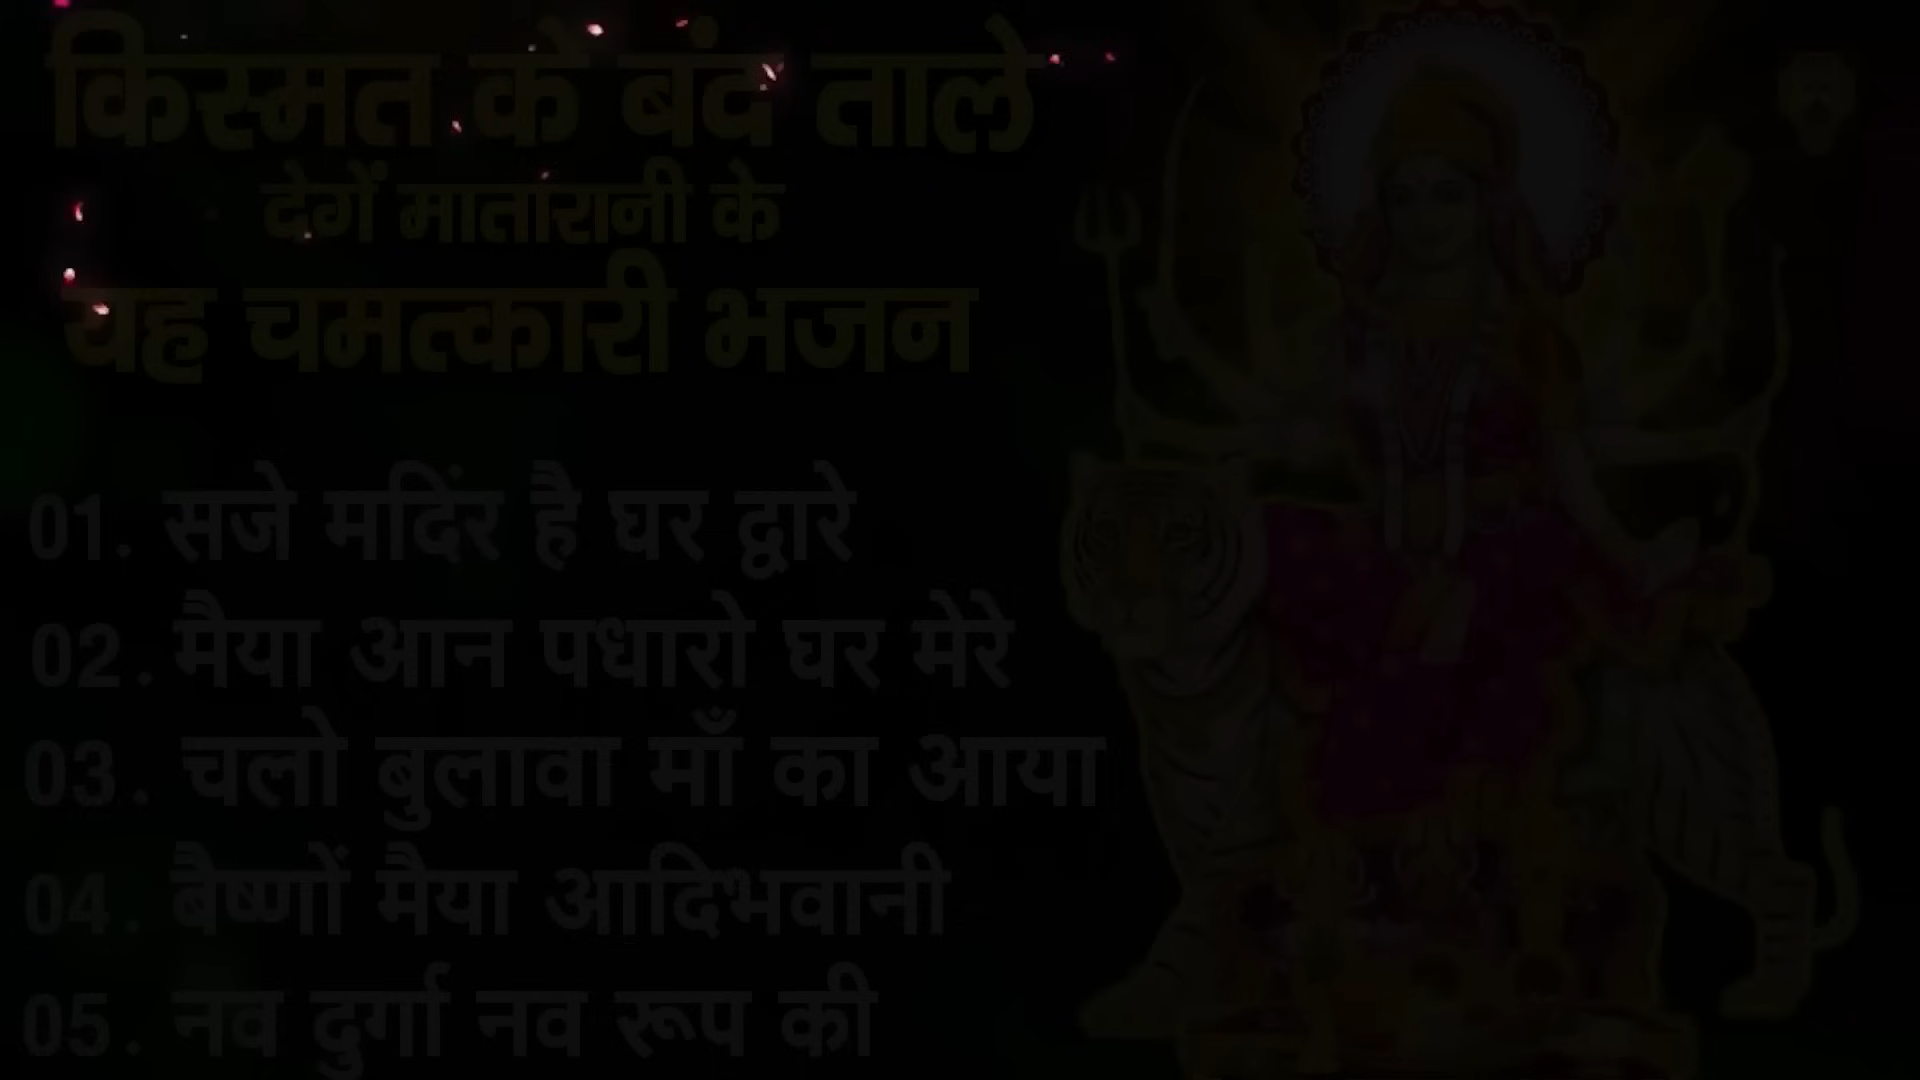 किस्मत के बंद ताले
देगें मातारानी के
यह चमत्कारी भजन
01. सजे मदिंर है घर द्वारे
02. मैया आन पधारो घर मेरे
03. चलो बुलावा माँ का आया
04. बैष्णों मैया आदिभवानी
05. नव दुर्गा नव रूप की